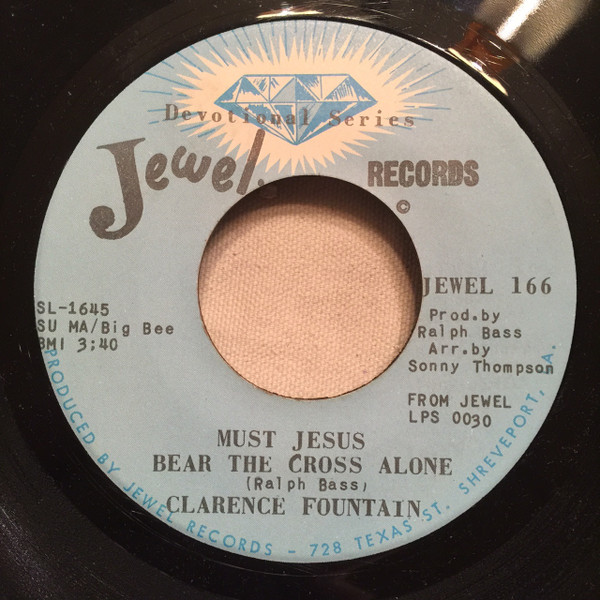 Devotional Series
Jewel
RECORDS
©
JEWEL 166
SL-1645
SU MA/Big Bee
BMI 3:40
Prod.by
Ralph Bass
Arr.by
Sonny Thompson
FROM JEWEL
LPS 0030
MUST JESUS
BEAR THE CROSS ALONE
(Ralph Bass)
CLARENCE FOUNTAIN
PRODUCED BY JEWEL RECORDS - 728 TEXAS ST. SHREVEPORT, LA.